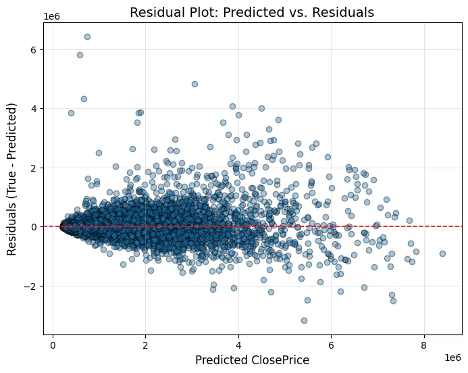 Residual Plot: Predicted vs. Residuals
1e6
6
4
2
0
−2
Residuals (True - Predicted)
0
2
4
6
8
1e6
Predicted ClosePrice